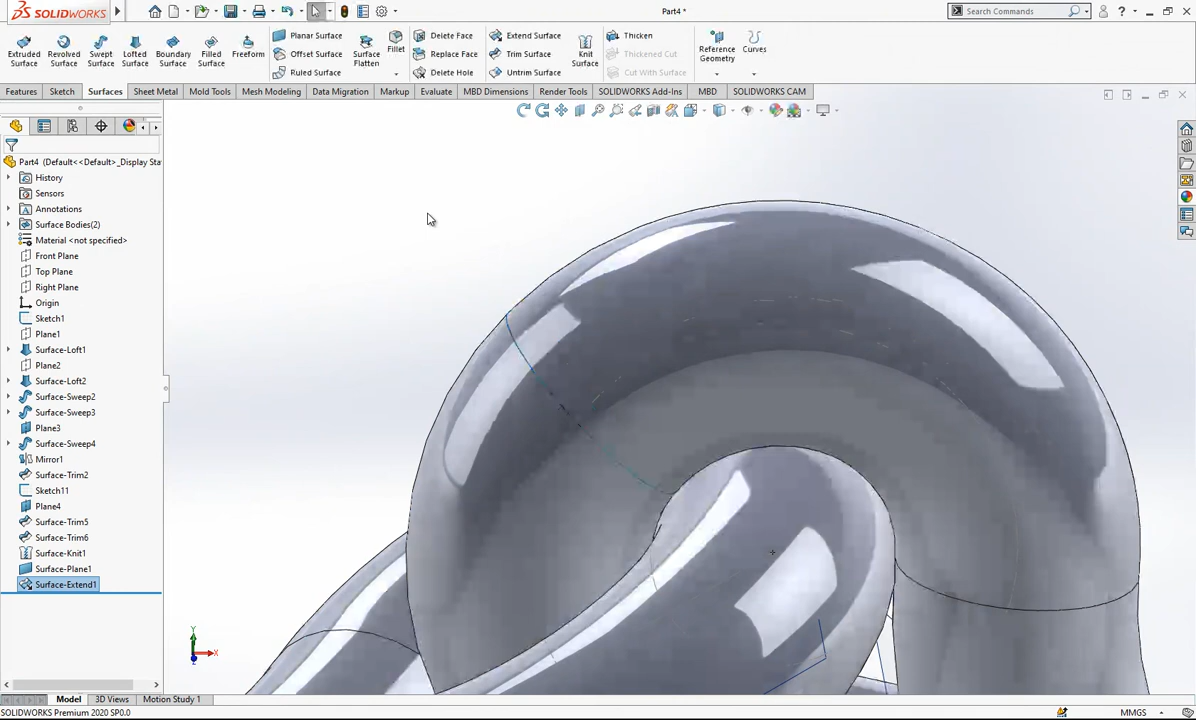 SOLIDWORKS
Part4 *
Search Commands
Extruded Surface
Revolved Surface
Swept Surface
Lofted Surface
Boundary Surface
Filled Surface
Freeform
Planar Surface
Offset Surface
Ruled Surface
Surface Flatten
Fillet
Delete Face
Replace Face
Delete Hole
Extend Surface
Trim Surface
Untrim Surface
Knit Surface
Thicken
Thickened Cut
Cut With Surface
Reference Geometry
Curves
Features Sketch Surfaces Sheet Metal Mold Tools Mesh Modeling Data Migration Markup Evaluate MBD Dimensions Render Tools SOLIDWORKS Add-Ins MBD SOLIDWORKS CAM
Part4 (Default<<Default>_Display Sta
History
Sensors
Annotations
Surface Bodies(2)
Material <not specified>
Front Plane
Top Plane
Right Plane
Origin
Sketch1
Plane1
Surface-Loft1
Plane2
Surface-Loft2
Surface-Sweep2
Surface-Sweep3
Plane3
Surface-Sweep4
Mirror1
Surface-Trim2
Sketch11
Plane4
Surface-Trim5
Surface-Trim6
Surface-Knit1
Surface-Plane1
Surface-Extend1
Y
X
Z
Model 3D Views Motion Study 1
SOLIDWORKS Premium 2020 SP0.0
MMGS